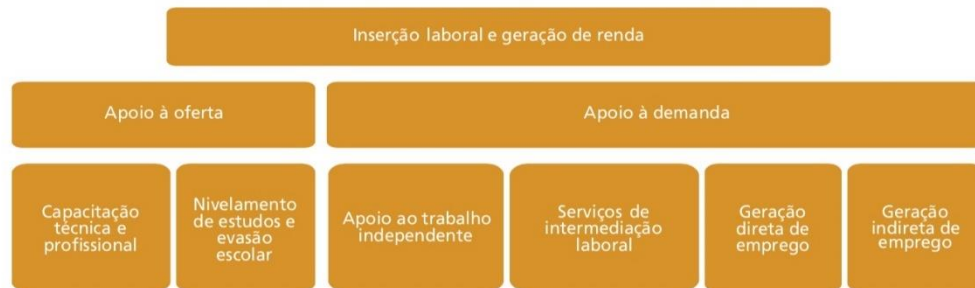 Inserção laboral e geração de renda
Apoio à oferta
Apoio à demanda
Capacitação
técnica e
profissional
Nivelamento
de estudos e
evasão
escolar
Apoio ao trabalho
independente
Serviços de
intermediação
laboral
Geração
direta de
emprego
Geração
indireta de
emprego